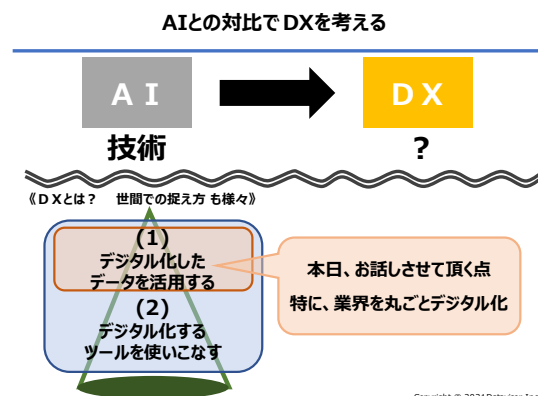 AIとの対比でDXを考える
AI
DX
技術
?
《DXとは? 世間での捉え方も様々》
(1)
デジタル化した
データを活用する
(2)
デジタル化する
ツールを使いこなす
本日、お話しさせて頂く点
特に、業界を丸ごとデジタル化
Copyright © 2024